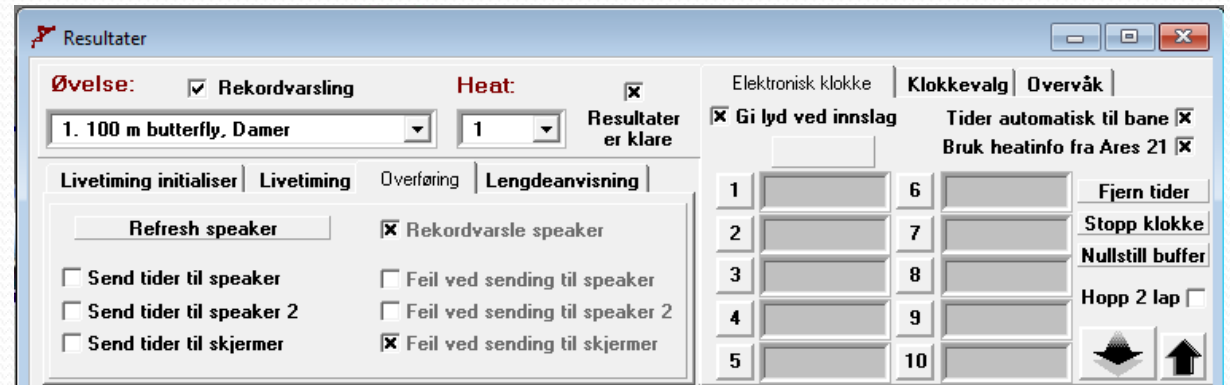 Resultater
Øvelse: Rekordvarsling Heat:
1. 100 m butterfly, Damer 1 Resultater er klare
Livetiming initialiser Livetiming Overføring Lengdeanvisning
Refresh speaker Rekordvarsle speaker
Send tider til speaker Feil ved sending til speaker
Send tider til speaker 2 Feil ved sending til speaker 2
Send tider til skjermer Feil ved sending til skjermer
Elektronisk klokke Klokkevalg Overvåk
Gi lyd ved innslag Tider automatisk til bane
Bruk heatinfo fra Ares 21
1 6 Fjern tider
2 7 Stopp klokke
Nullstill buffer
3 8
Hopp 2 lap
4 9
5 10